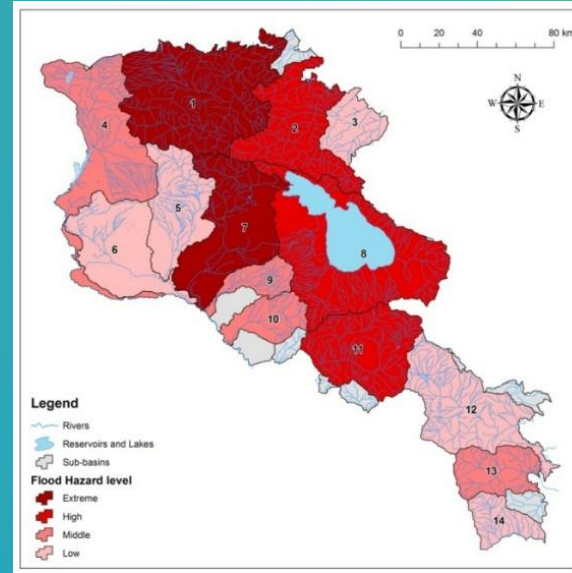 0 20 40 80 km
N
W E
S
1
2
3
4
5
6
7
8
9
10
11
12
13
14
Legend
Rivers
Reservoirs and Lakes
Sub-basins
Flood Hazard level
Extreme
High
Middle
Low